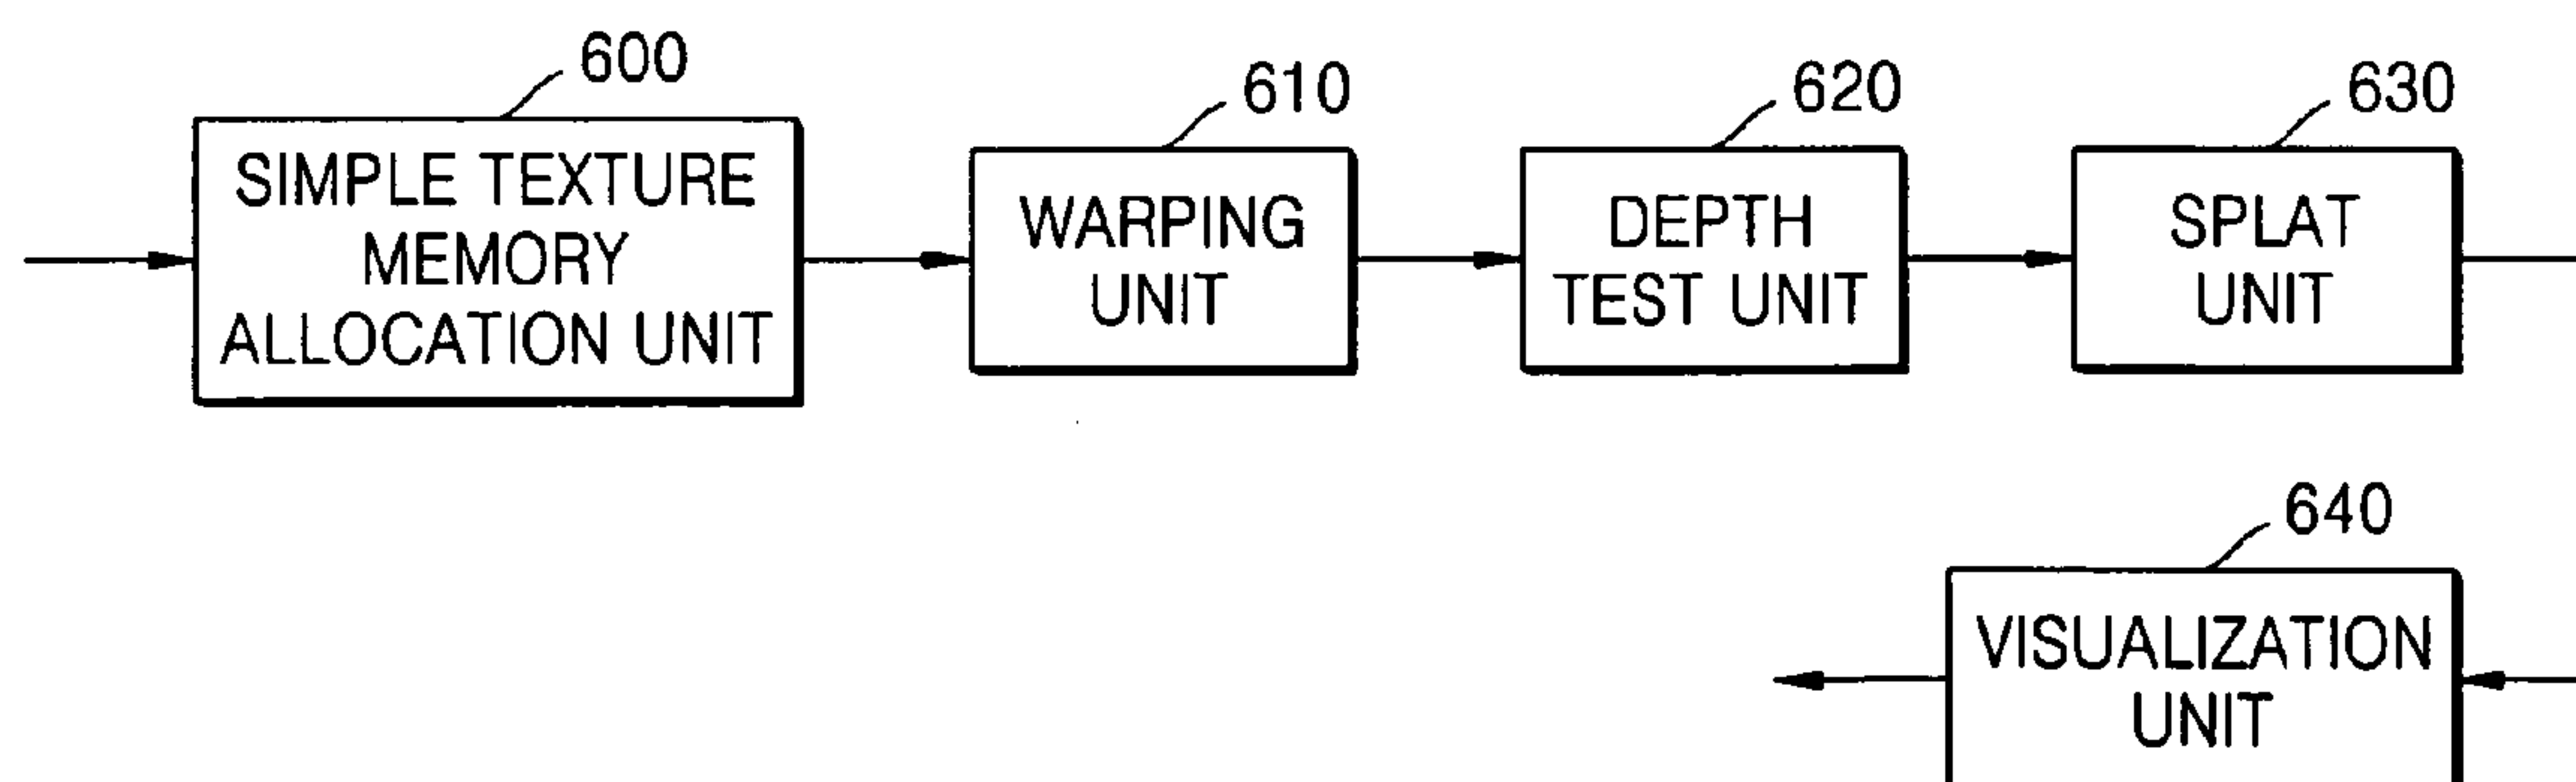 600
SIMPLE TEXTURE
MEMORY
ALLOCATION UNIT
610
WARPING
UNIT
620
DEPTH
TEST UNIT
630
SPLAT
UNIT
640
VISUALIZATION
UNIT